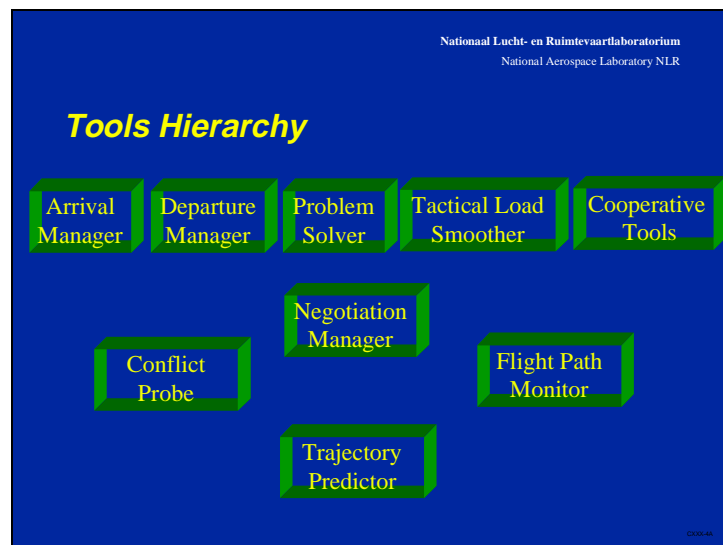 Nationaal Lucht- en Ruimtevaartlaboratorium
National Aerospace Laboratory NLR
Tools Hierarchy
Arrival
Manager
Departure
Manager
Problem
Solver
Tactical Load
Smoother
Cooperative
Tools
Negotiation
Manager
Conflict
Probe
Flight Path
Monitor
Trajectory
Predictor